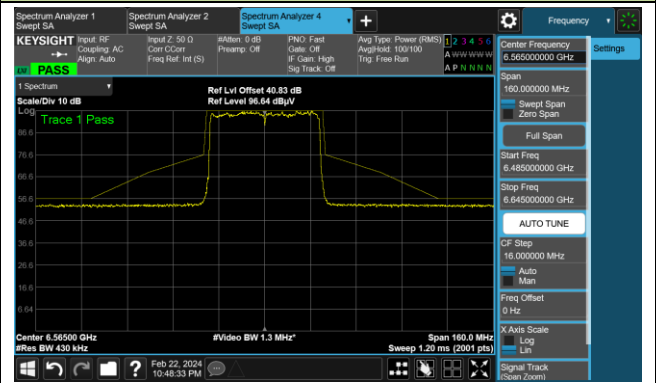 Spectrum Analyzer 1
Swept SA
Spectrum Analyzer 2
Swept SA
Spectrum Analyzer 4
Swept SA
Frequency
KEYSIGHT
Input: RF
Coupling: AC
Align: Auto
Input Z: 50 Ω
Corr CCorr
Freq Ref: Int (S)
#Atten: 0 dB
Preamp: Off
PNO: Fast
Gate: Off
IF Gain: High
Sig Track: Off
Avg Type: Power (RMS)
Avg|Hold: 100/100
Trig: Free Run
1 2 3 4 5 6
A W W W W W
A P N N N N
LXI PASS
1 Spectrum
Scale/Div 10 dB
Ref Lvl Offset 40.83 dB
Ref Level 96.64 dBµV
Log
Trace 1 Pass
86.6
76.6
66.6
56.6
46.6
36.6
26.6
16.6
6.64
Center 6.56500 GHz
#Res BW 430 kHz
#Video BW 1.3 MHz*
Span 160.0 MHz
Sweep 1.20 ms (2001 pts)
Feb 22, 2024
10:48:33 PM
Center Frequency
6.565000000 GHz
Settings
Span
160.000000 MHz
Swept Span
Zero Span
Full Span
Start Freq
6.485000000 GHz
Stop Freq
6.645000000 GHz
AUTO TUNE
CF Step
16.000000 MHz
Auto
Man
Freq Offset
0 Hz
X Axis Scale
Log
Lin
Signal Track
(Span Zoom)